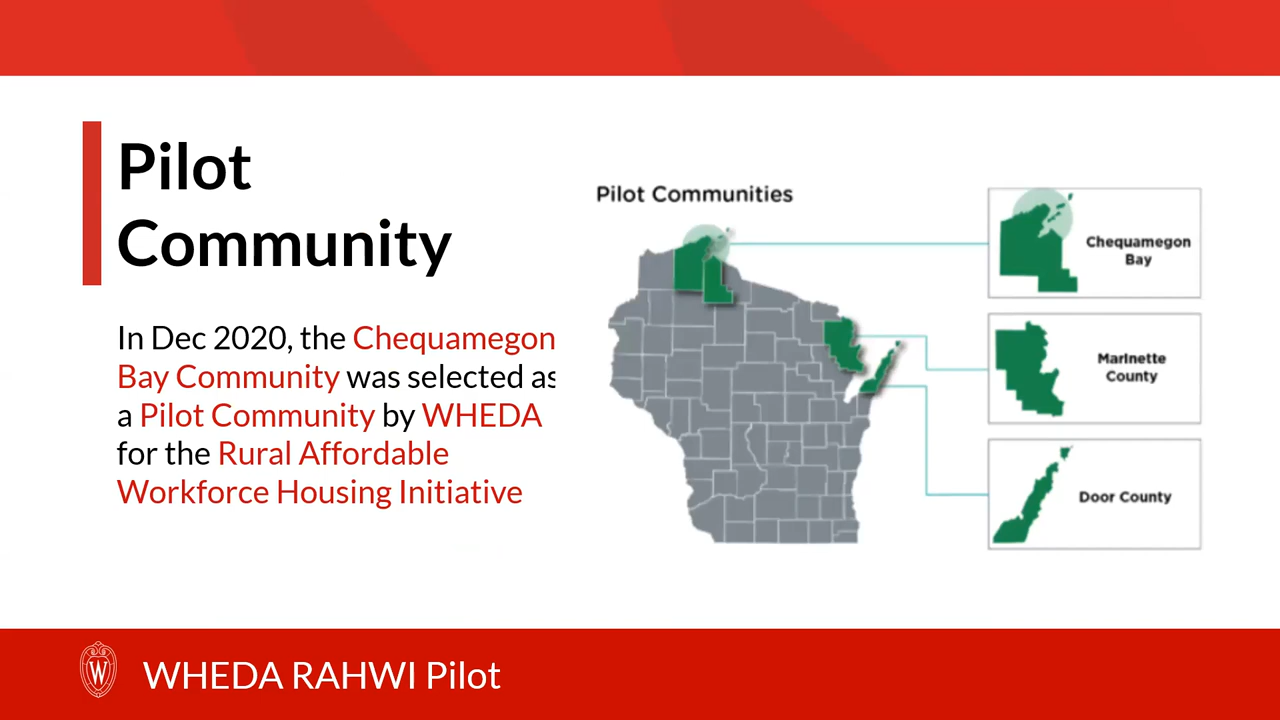 Pilot
Community
In Dec 2020, the Chequamegon
Bay Community was selected as
a Pilot Community by WHEDA
for the Rural Affordable
Workforce Housing Initiative
Pilot Communities
Chequamegon
Bay
Marinette
County
Door County
W
WHEDA RAHWI Pilot